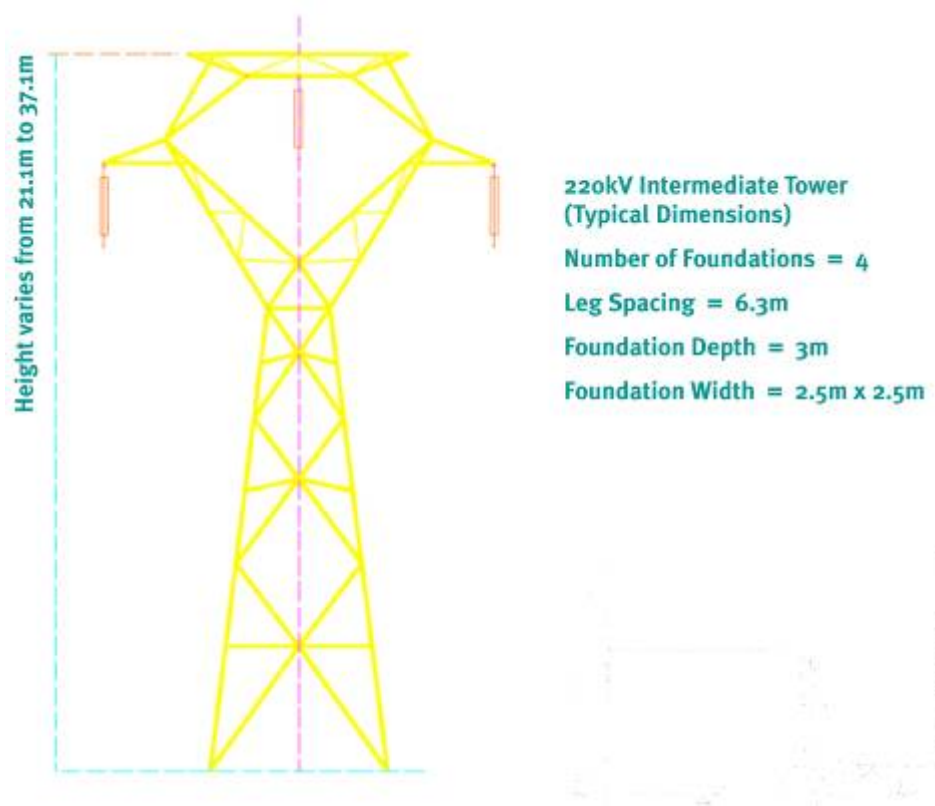 Height varies from 21.1m to 37.1m
220kV Intermediate Tower
(Typical Dimensions)
Number of Foundations = 4
Leg Spacing = 6.3m
Foundation Depth = 3m
Foundation Width = 2.5m x 2.5m